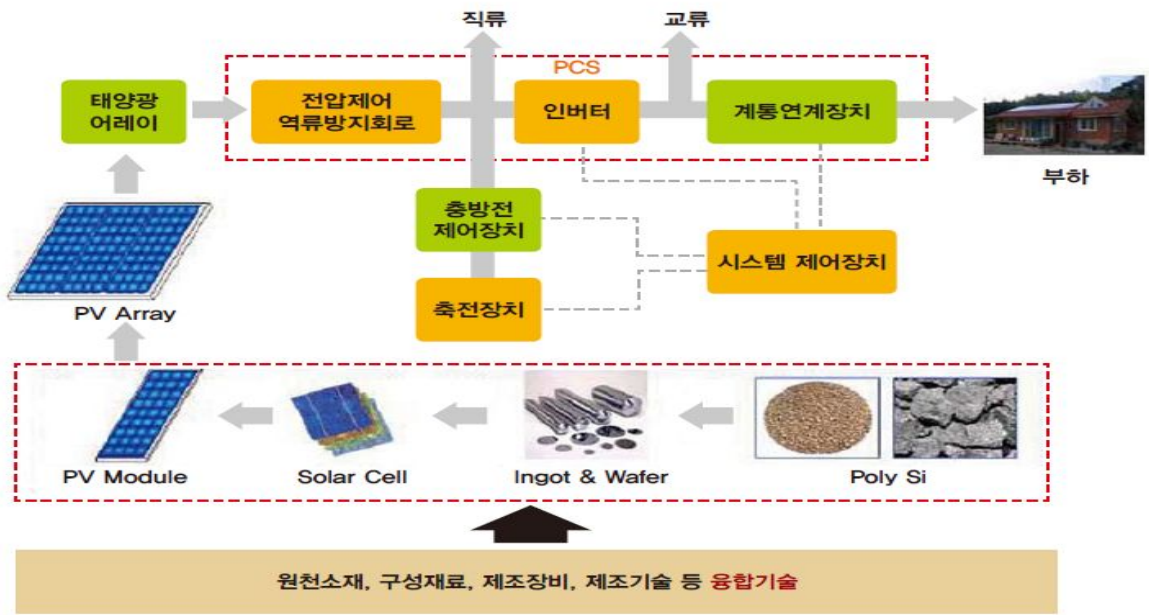 직류
교류
PCS
태양광
어레이
전압제어
역류방지회로
인버터
계통연계장치
부하
충방전
제어장치
시스템 제어장치
축전장치
PV Array
PV Module
Solar Cell
Ingot & Wafer
Poly Si
원천소재, 구성재료, 제조장비, 제조기술 등 융합기술